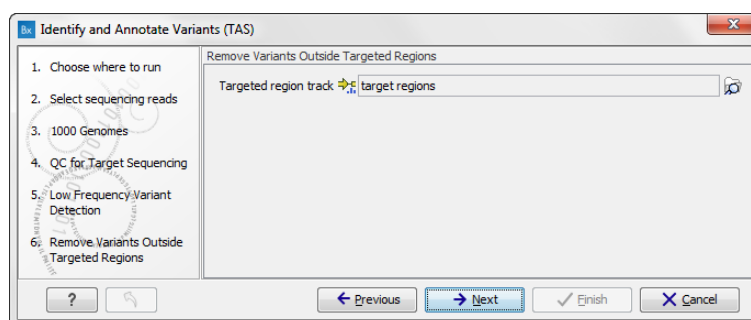 Bx Identify and Annotate Variants (TAS)
x
1. Choose where to run
2. Select sequencing reads
3. 1000 Genomes
4. QC for Target Sequencing
5. Low Frequency Variant
Detection
6. Remove Variants Outside
Targeted Regions
Remove Variants Outside Targeted Regions
Targeted region track target regions
? Previous Next Finish Cancel